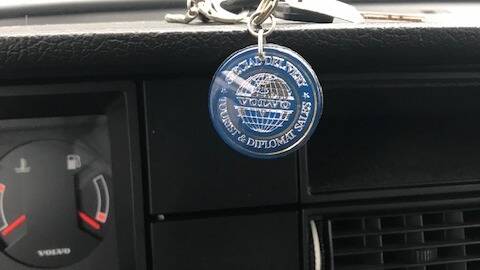 SPECIAL DELIVERY
VOLVO
TOURIST & DIPLOMAT SALES
VOLVO